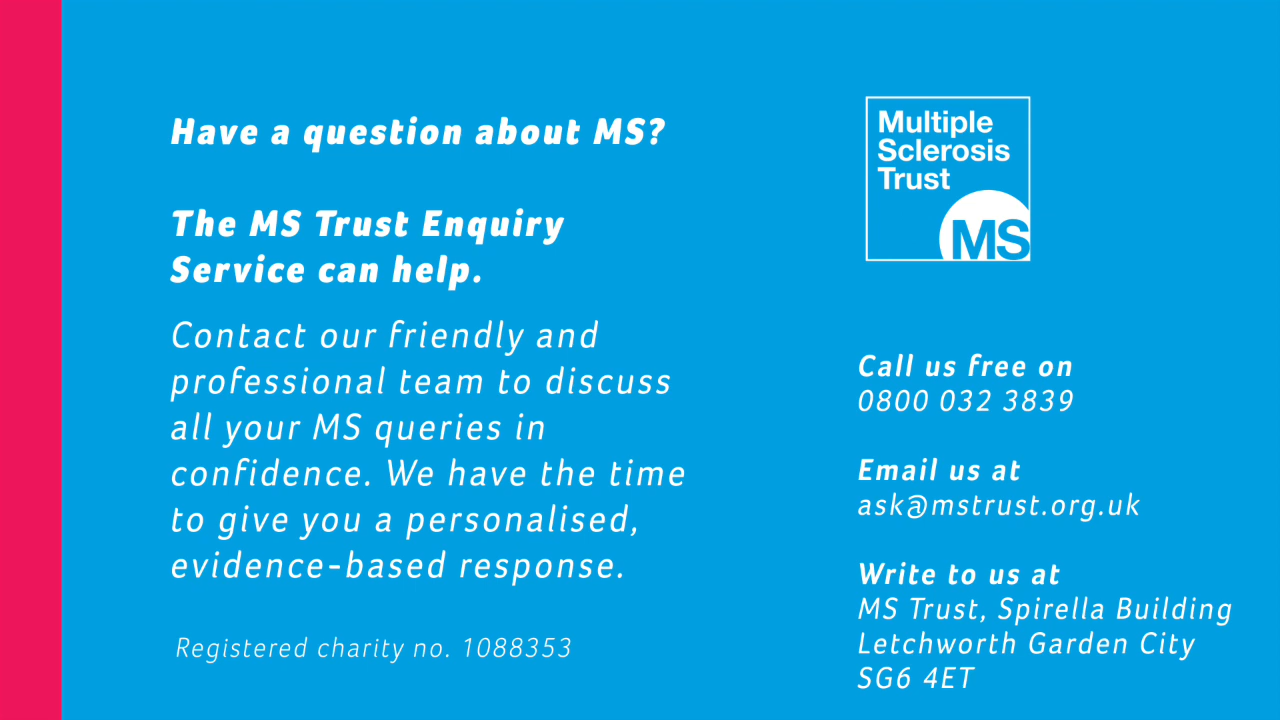 Have a question about MS?
The MS Trust Enquiry
Service can help.
Contact our friendly and
professional team to discuss
all your MS queries in
confidence. We have the time
to give you a personalised,
evidence-based response.
Registered charity no. 1088353
Multiple
Sclerosis
Trust
MS
Call us free on
0800 032 3839
Email us at
ask@mstrust.org.uk
Write to us at
MS Trust, Spirella Building
Letchworth Garden City
SG6 4ET